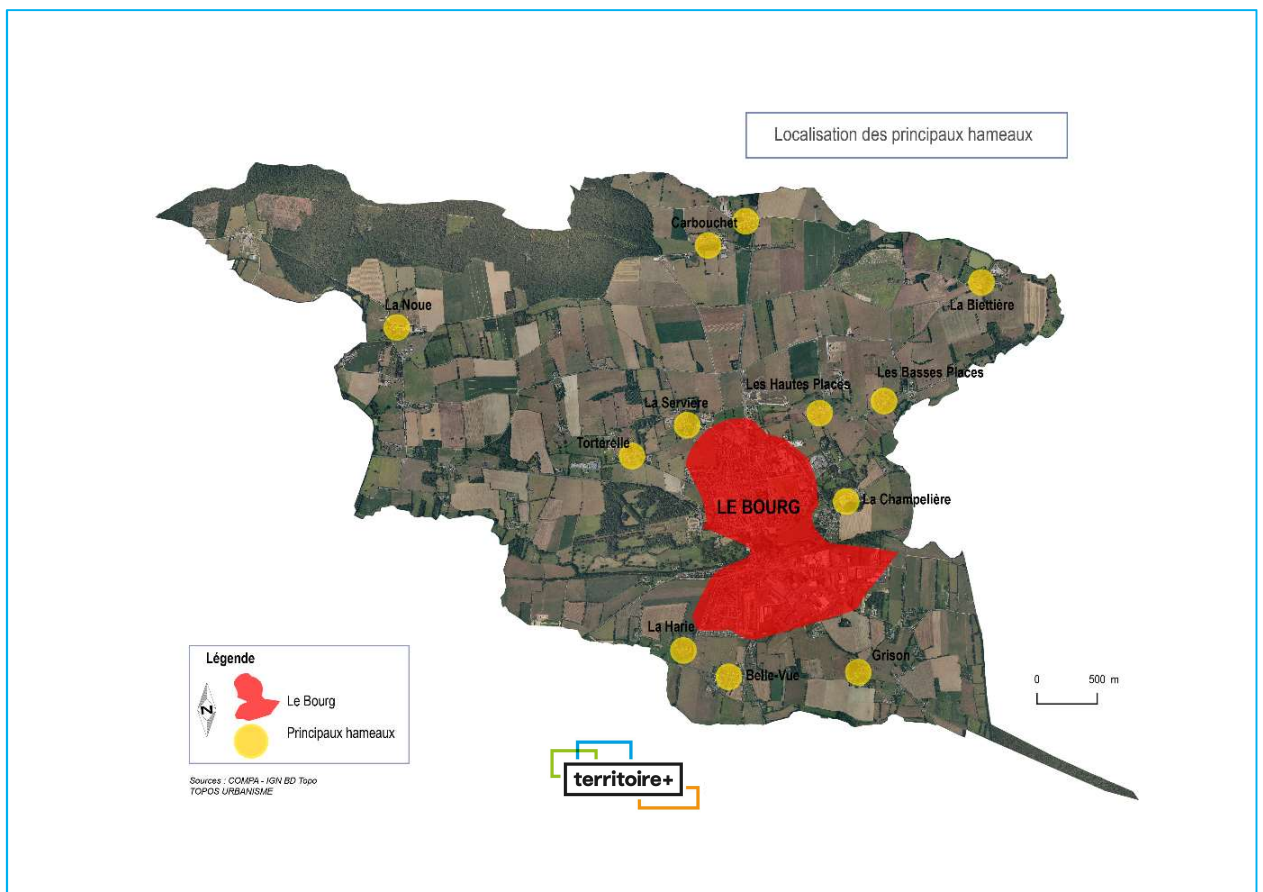 Localisation des principaux hameaux
Carbouchet
La Biettière
La Noue
Les Basses Places
Les Hautes Places
La Servière
Torterelle
La Champelière
LE BOURG
La Harie
Grison
Belle-Vue
Légende
N
Le Bourg
Principaux hameaux
0 500 m
Sources : COMPA - IGN BD Topo
TOPOS URBANISME
territoire+